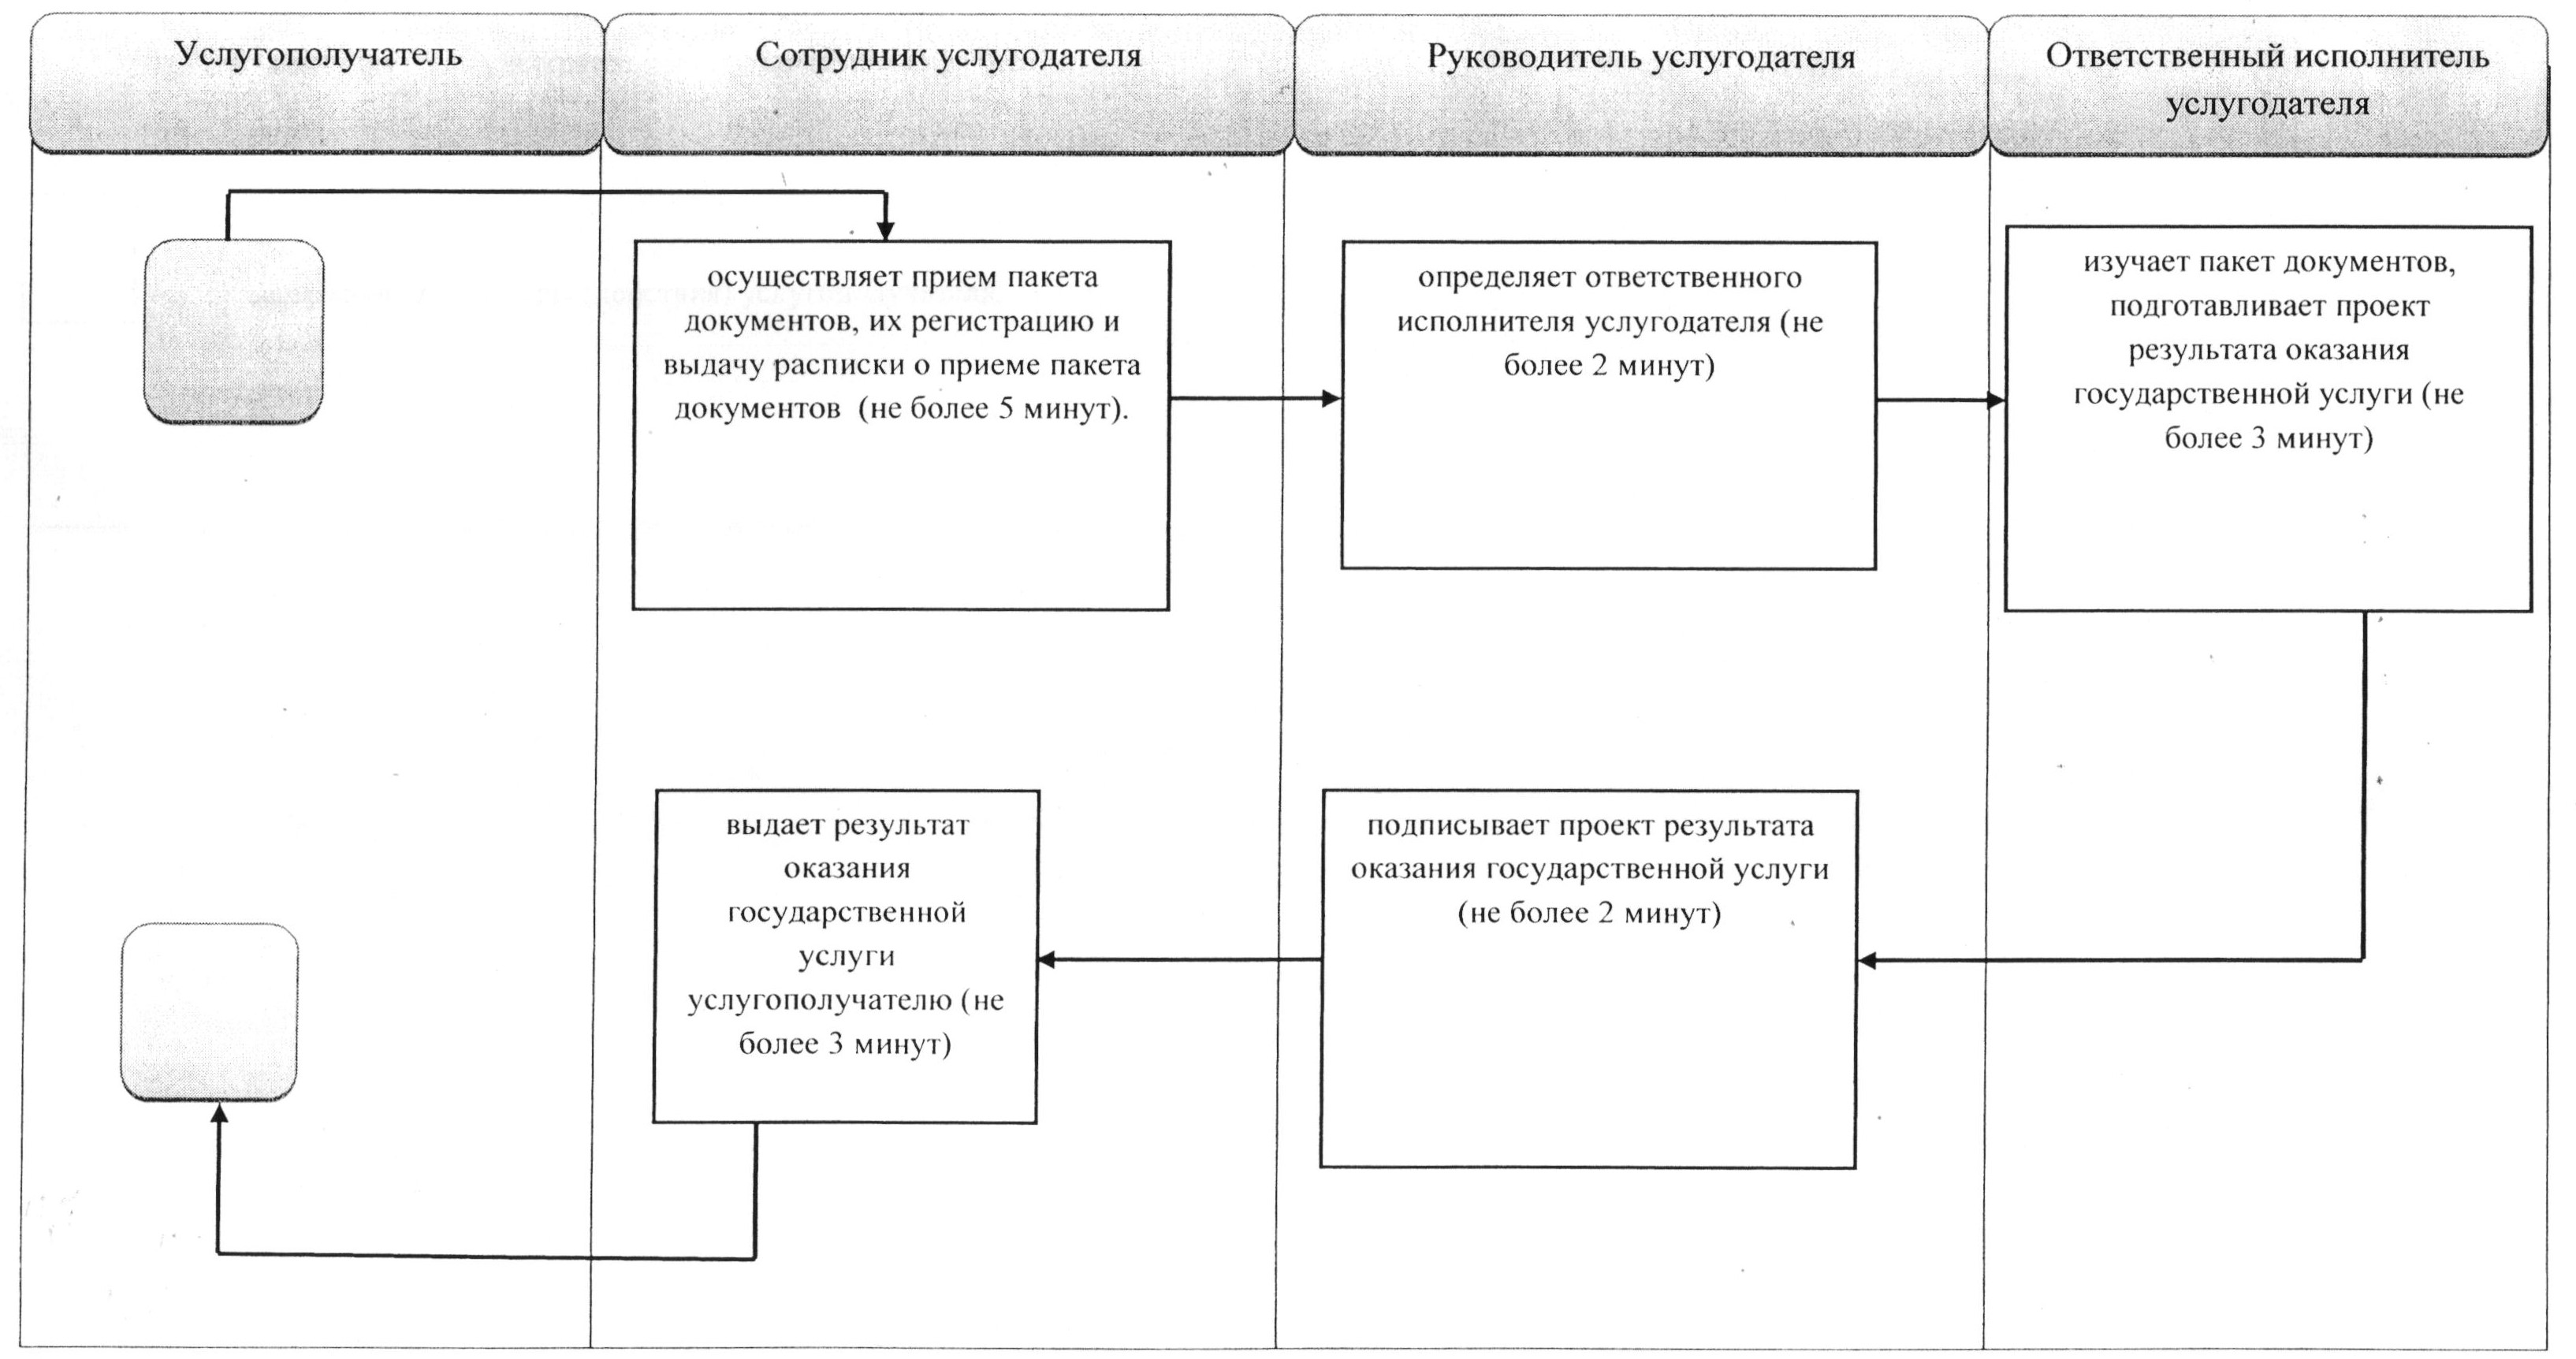 Услугополучатель
Сотрудник услугодателя
Руководитель услугодателя
Ответственный исполнитель
услугодателя
осуществляет прием пакета
документов, их регистрацию и
выдачу расписки о приеме пакета
документов (не более 5 минут).
определяет ответственного
исполнителя услугодателя (не
более 2 минут)
изучает пакет документов,
подготавливает проект
результата оказания
государственной услуги (не
более 3 минут)
выдает результат
оказания
государственной
услуги
услугополучателю (не
более 3 минут)
подписывает проект результата
оказания государственной услуги
(не более 2 минут)